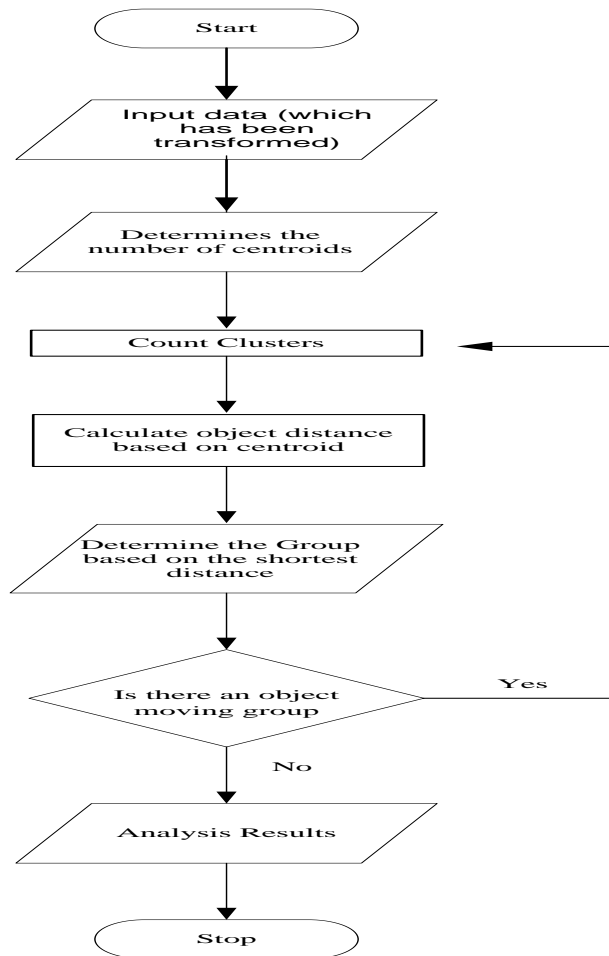 Start
Input data (which
has been
transformed)
Determines the
number of centroids
Count Clusters
Calculate object distance
based on centroid
Determine the Group
based on the shortest
distance
Is there an object
moving group
Yes
No
Analysis Results
Stop